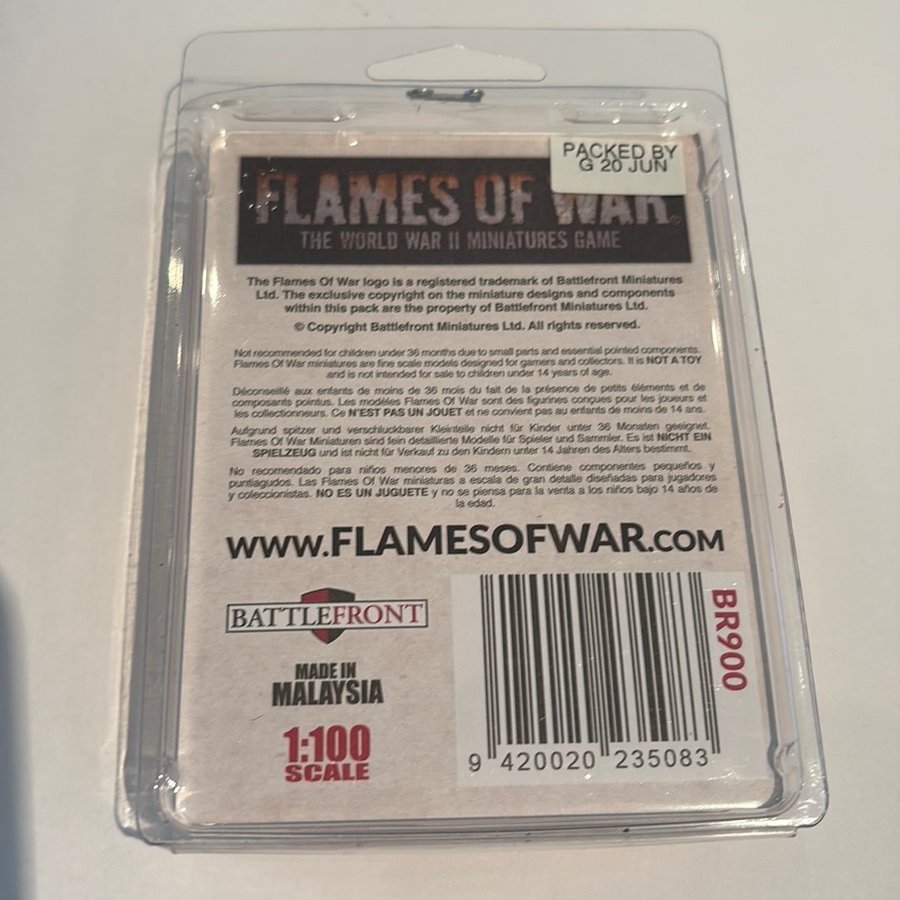 PACKED BY
G 20 JUN
FLAMES OF WAR®
THE WORLD WAR II MINIATURES GAME
The Flames Of War logo is a registered trademark of Battlefront Miniatures
Ltd. The exclusive copyright on the miniature designs and components
within this pack are the property of Battlefront Miniatures Ltd.
© Copyright Battlefront Miniatures Ltd. All rights reserved.
Not recommended for children under 36 months due to small parts and essential pointed components.
Flames Of War miniatures are fine scale models designed for gamers and collectors. It is NOT A TOY
and is not intended for sale to children under 14 years of age.
Déconseillé aux enfants de moins de 36 mois du fait de la présence de petits éléments et de
composants pointus. Les modèles Flames Of War sont des figurines conçues pour les joueurs et
les collectionneurs. Ce N'EST PAS UN JOUET et ne convient pas au enfants de moins de 14 ans.
Aufgrund spitzer und verschluckbarer Kleinteile nicht für Kinder unter 36 Monaten geeignet.
Flames Of War Miniaturen sind fein detaillierte Modelle für Spieler und Sammler. Es ist NICHT EIN
SPIELZEUG und ist nicht für Verkauf zu den Kindern unter 14 Jahren des Alters bestimmt.
No recomendado para niños menores de 36 meses. Contiene componentes pequeños y
puntiagudos. Las Flames Of War miniaturas a escala de gran detalle diseñadas para jugadores
y coleccionistas. NO ES UN JUGUETE y no se piensa para la venta a los niños bajo 14 años de
la edad.
WWW.FLAMESOFWAR.COM
BATTLEFRONT
MADE IN
MALAYSIA
1:100
SCALE
BR900
9 420020 235083